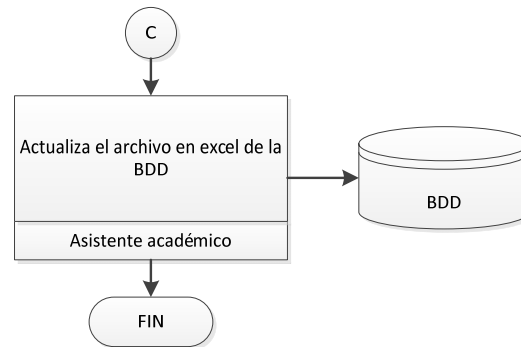 C
Actualiza el archivo en excel de la
BDD
BDD
Asistente académico
FIN